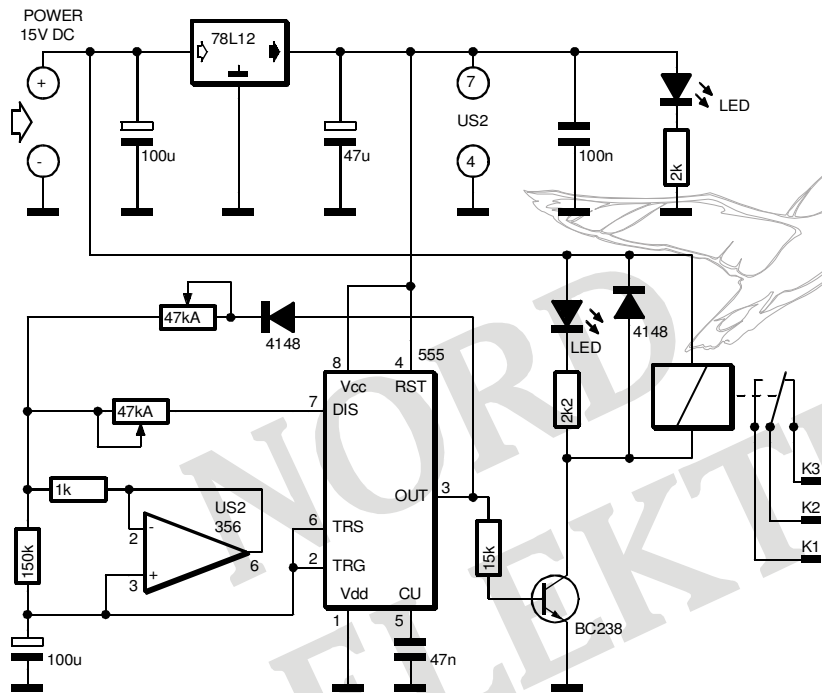 POWER
15V DC
78L12
+
-
100u
47u
7
US2
4
100n
LED
2k
47kA
4148
8
4
555
Vcc
RST
LED
4148
47kA
7
DIS
2k2
1k
US2
356
-
2
6
+
3
150k
OUT
3
6
TRS
2
TRG
15k
K3
K2
K1
Vdd
CU
1
5
BC238
100u
47n
NORD
ELEKT